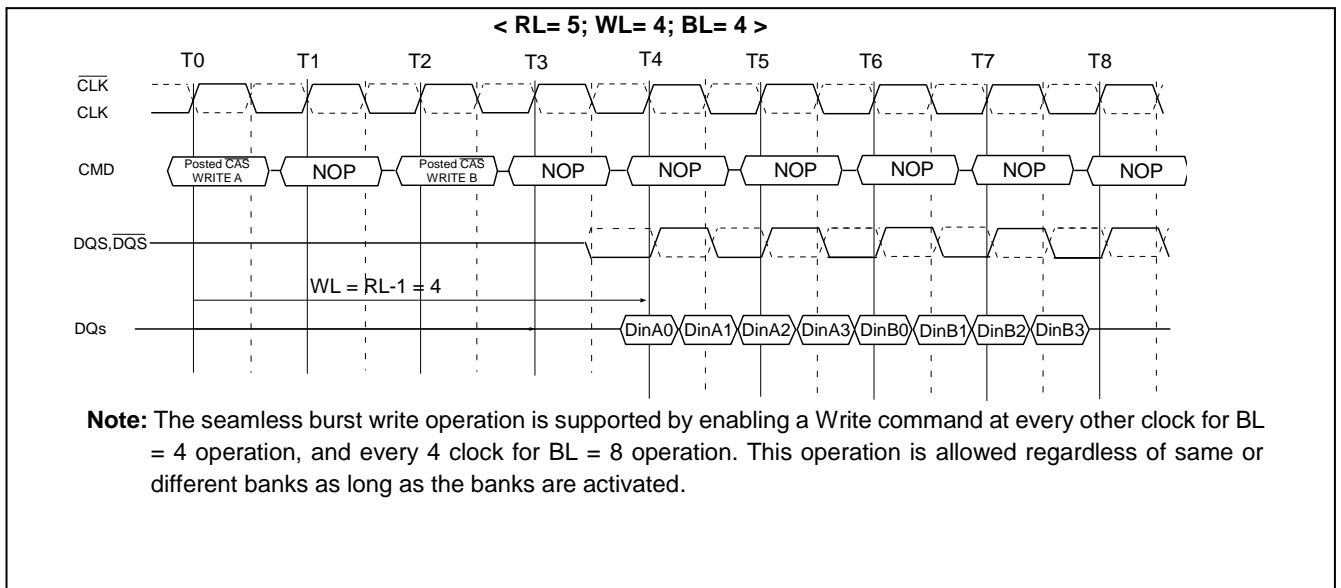 < RL= 5; WL= 4; BL= 4 >
T0 T1 T2 T3 T4 T5 T6 T7 T8
CLK
CLK
CMD Posted CAS NOP Posted CAS NOP NOP NOP NOP NOP NOP
WRITE A WRITE B
DQS,DQS
WL = RL-1 = 4
DQs DinA0 DinA1 DinA2 DinA3 DinB0 DinB1 DinB2 DinB3
Note: The seamless burst write operation is supported by enabling a Write command at every other clock for BL
= 4 operation, and every 4 clock for BL = 8 operation. This operation is allowed regardless of same or
different banks as long as the banks are activated.